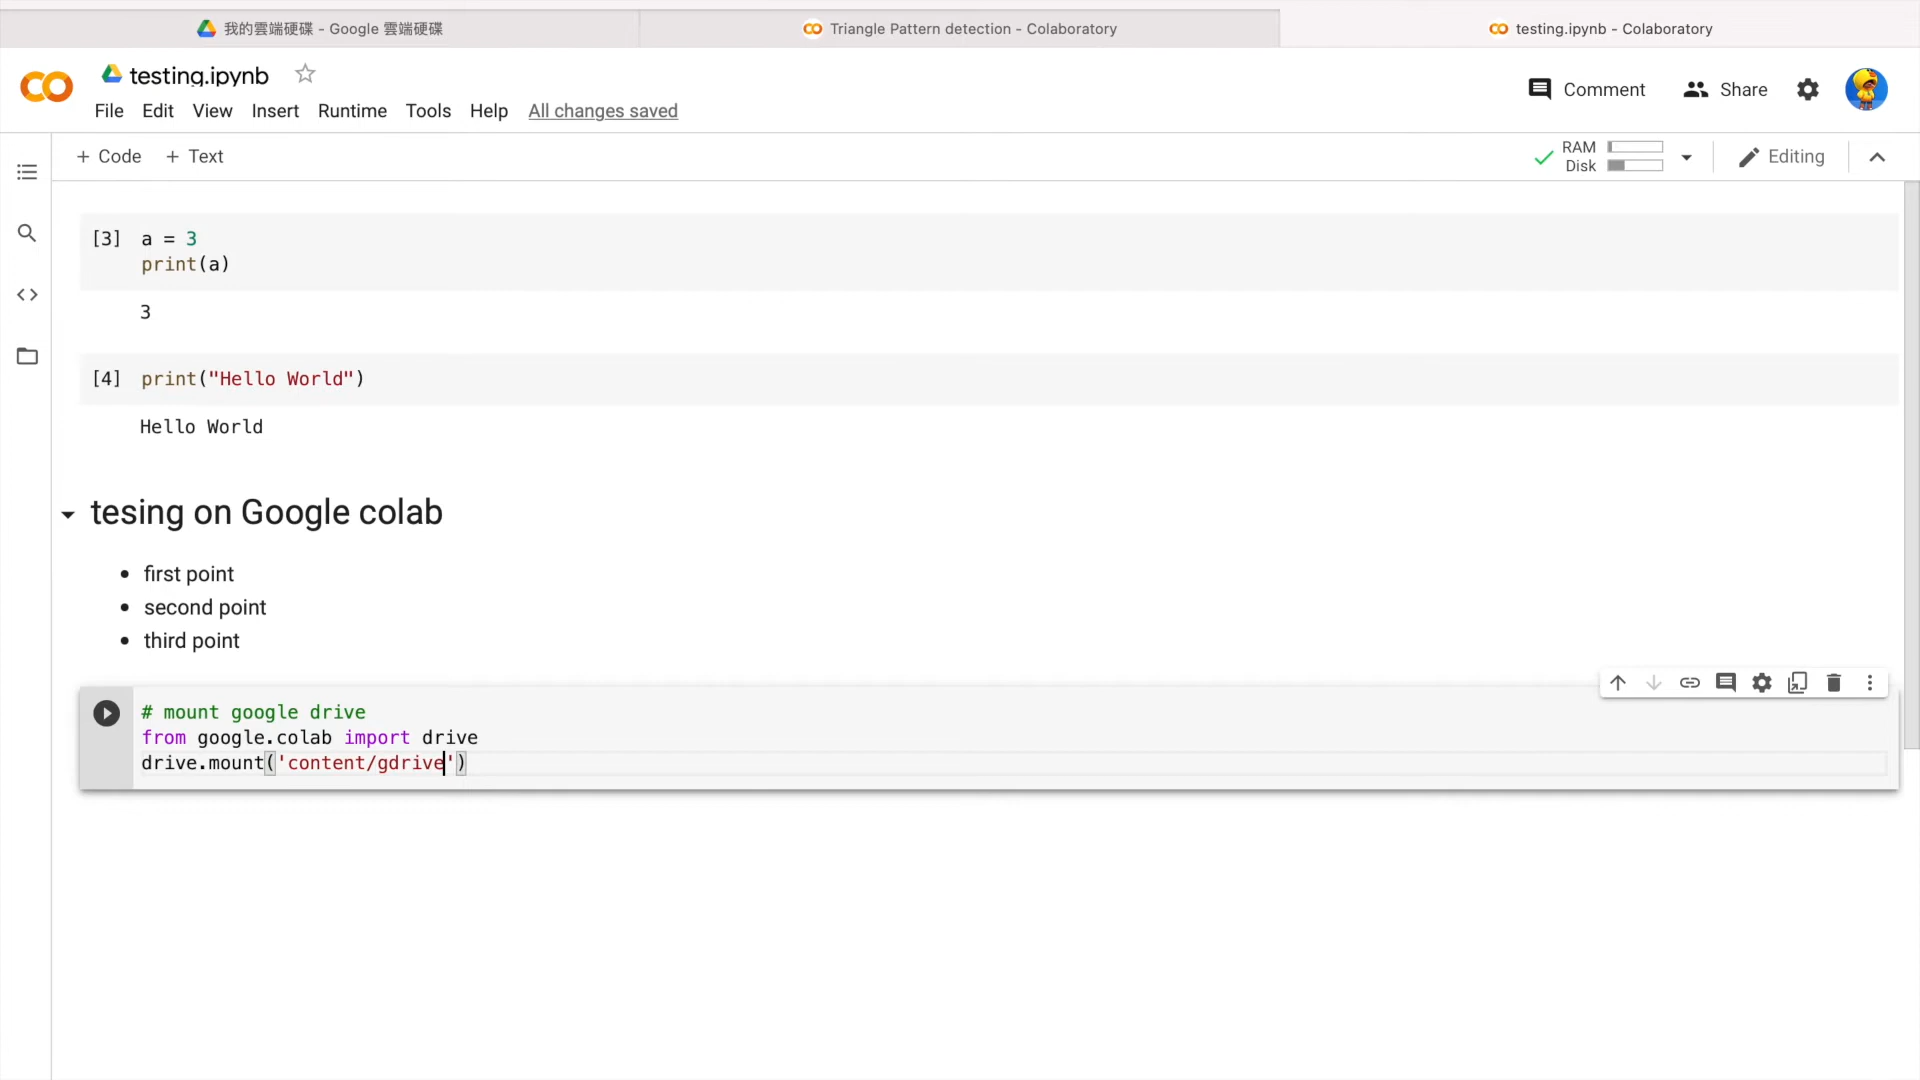 我的雲端硬碟 - Google 雲端硬碟
Triangle Pattern detection - Colaboratory
testing.ipynb - Colaboratory
testing.ipynb
Comment
Share
File Edit View Insert Runtime Tools Help All changes saved
+ Code + Text
RAM
Disk
Editing
[3] a = 3
print(a)
3
[4] print("Hello World")
Hello World
tesing on Google colab
• first point
• second point
• third point
# mount google drive
from google.colab import drive
drive.mount('content/gdrive')